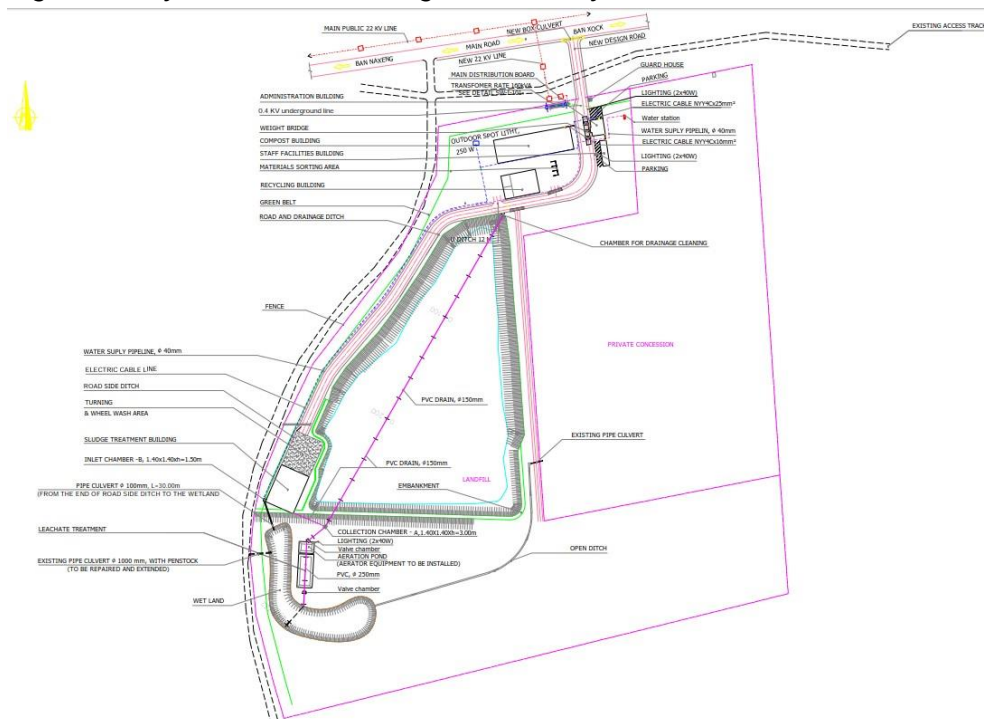 MAIN PUBLIC 22 KV LINE
NEW BOX CULVERT
BAN XOCK
EXISTING ACCESS TRACK
MAIN ROAD
NEW DESIGN ROAD
BAN NAXENG
NEW 22 KV LINE
GUARD HOUSE
MAIN DISTRIBUTION BOARD
PARKING
TRANSFOMER RATE 160kVA
LIGHTING (2x40W)
ADMINISTRATION BUILDING
ELECTRIC CABLE NYY4Cx25mm²
0.4 KV underground line
Water station
WEIGHT BRIDGE
OUTDOOR SPOT LITHT,
250 W
WATER SUPLY PIPELIN, φ 40mm
COMPOST BUILDING
ELECTRIC CABLE NYY4Cx16mm²
STAFF FACILITIES BUILDING
LIGHTING (2x40W)
MATERIALS SORTING AREA
PARKING
RECYCLING BUILDING
GREEN BELT
ROAD AND DRAINAGE DITCH
CHAMBER FOR DRAINAGE CLEANING
FENCE
PRIVATE CONCESSION
WATER SUPLY PIPELINE, φ 40mm
ELECTRIC CABLE LINE
ROAD SIDE DITCH
PVC DRAIN, φ150mm
TURNING
& WHEEL WASH AREA
SLUDGE TREATMENT BUILDING
EXISTING PIPE CULVERT
INLET CHAMBER -B, 1.40x1.40xh=1.50m
PVC DRAIN, φ150mm
LANDFILL
PIPE CULVERT φ 100mm, L=30.00m
EMBANKMENT
(FROM THE END OF ROAD SIDE DITCH TO THE WETLAND
LEACHATE TREATMENT
COLLECTION CHAMBER - A,1.40X1.40Xh=3.00m
LIGHTING (2x40W)
Valve chamber
OPEN DITCH
AERATION POND
EXISTING PIPE CULVERT φ 1000 mm, WITH PENSTOCK
(AERATOR EQUIPMENT TO BE INSTALLED)
(TO BE REPAIRED AND EXTENDED)
PVC, φ 250mm
Valve chamber
WET LAND